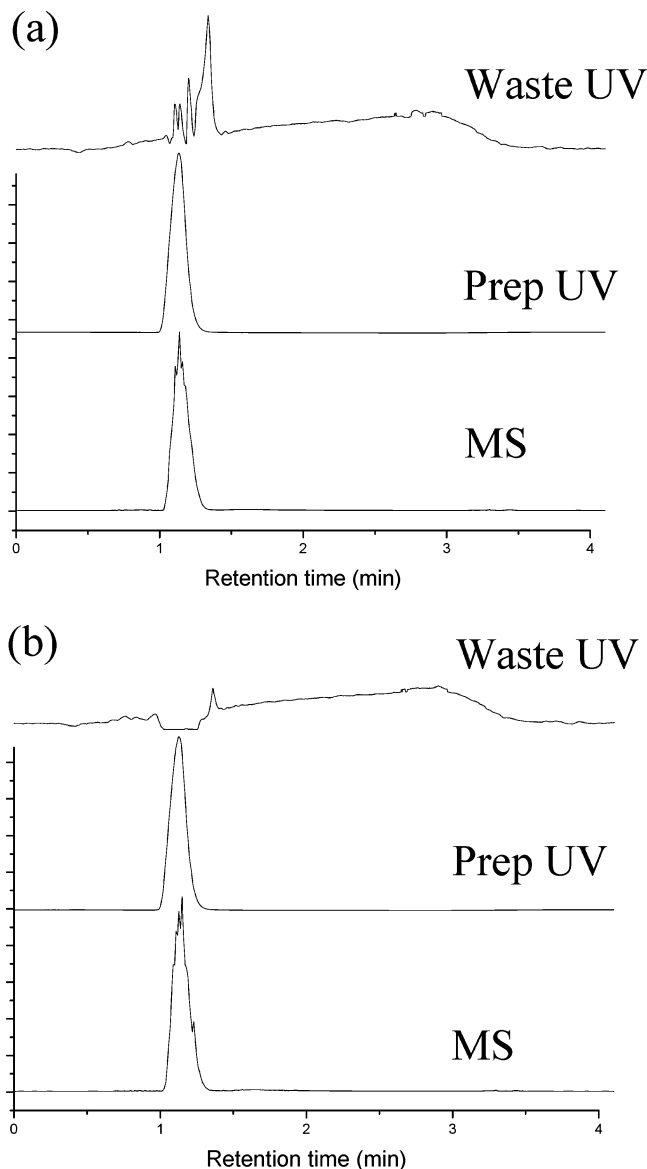 (a)
Waste UV
Prep UV
MS
0 1 2 3 4
Retention time (min)
(b)
Waste UV
Prep UV
MS
0 1 2 3 4
Retention time (min)